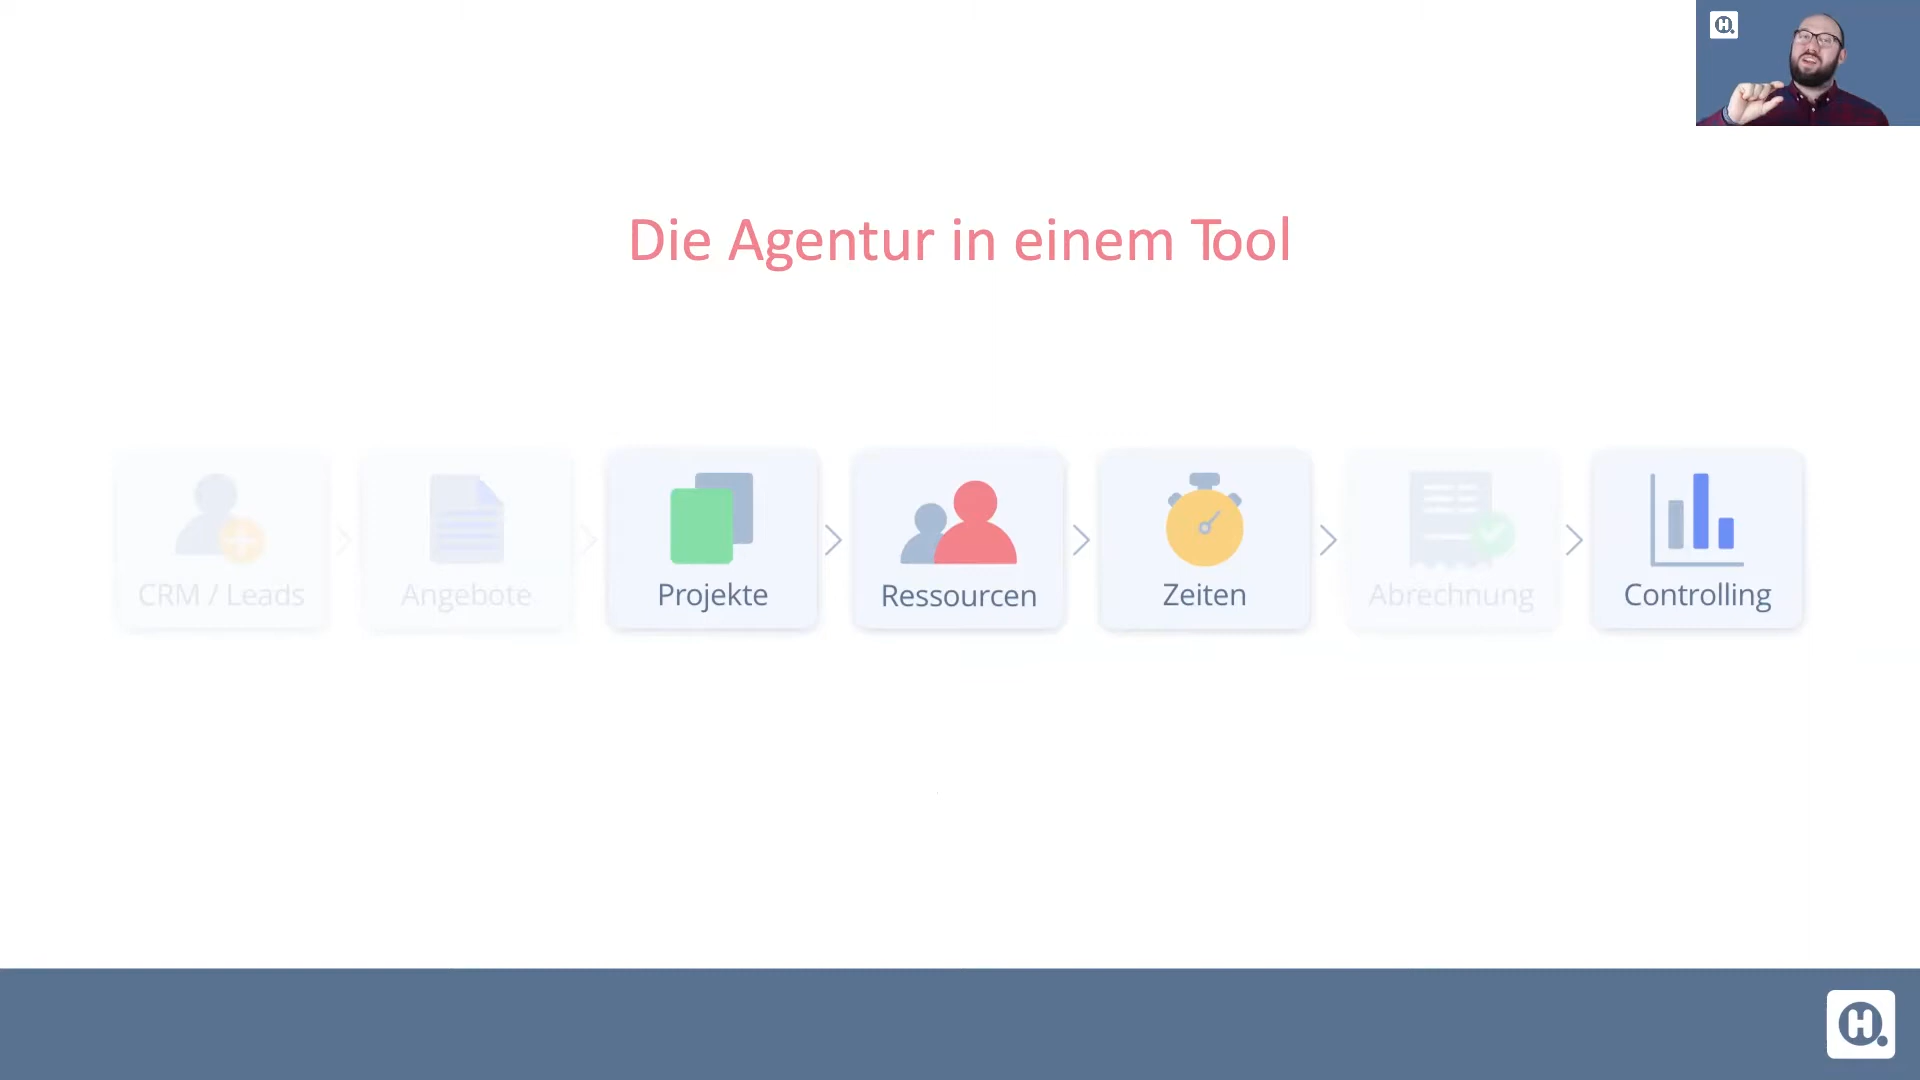 Die Agentur in einem Tool
CRM / Leads
Angebote
Projekte
Ressourcen
Zeiten
Abrechnung
Controlling